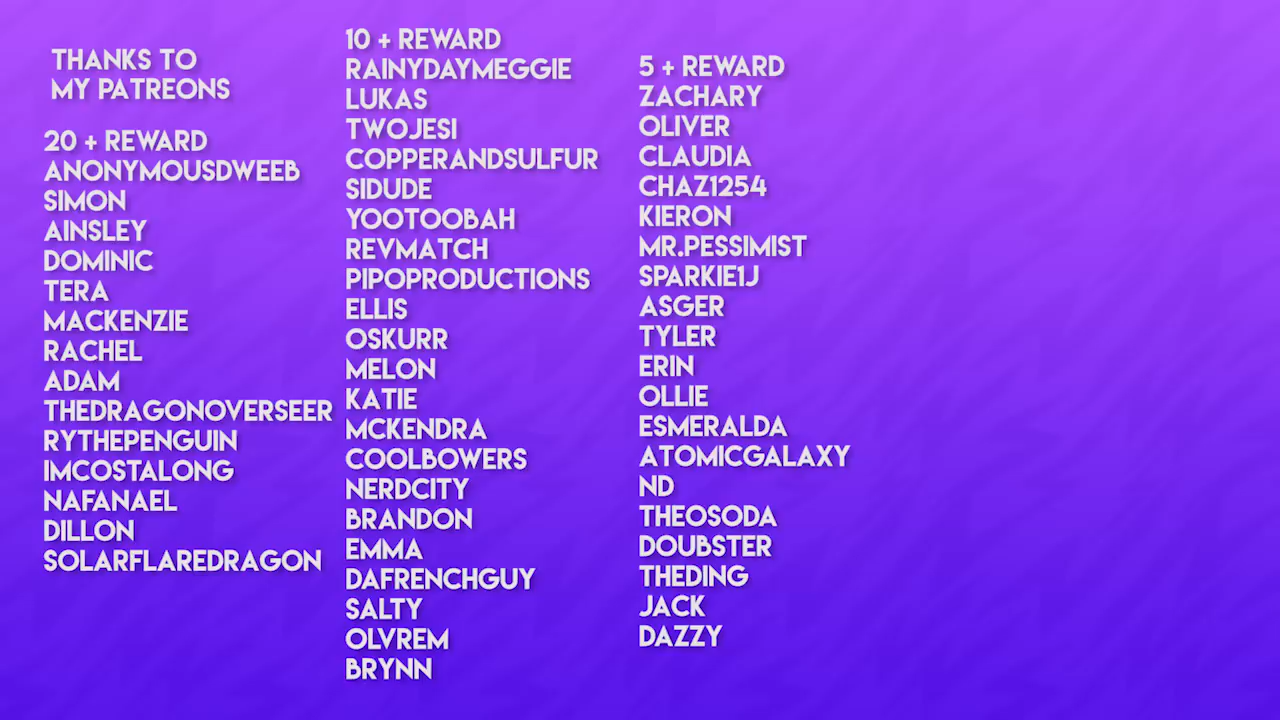 THANKS TO
MY PATREONS
20 + REWARD
ANONYMOUSDWEEB
SIMON
AINSLEY
DOMINIC
TERA
MACKENZIE
RACHEL
ADAM
THEDRAGONOVERSEER
RYTHEPENGUIN
IMCOSTALONG
NAFANAEL
DILLON
SOLARFLAREDRAGON
10 + REWARD
RAINYDAYMEGGIE
LUKAS
TWOJESI
COPPERANDSULFUR
SIDUDE
YOOTOOBAH
REVMATCH
PIPOPRODUCTIONS
ELLIS
OSKURR
MELON
KATIE
MCKENDRA
COOLBOWERS
NERDCITY
BRANDON
EMMA
DAFRENCHGUY
SALTY
OLVREM
BRYNN
5 + REWARD
ZACHARY
OLIVER
CLAUDIA
CHAZ1254
KIERON
MR.PESSIMIST
SPARKIE1J
ASGER
TYLER
ERIN
OLLIE
ESMERALDA
ATOMICGALAXY
ND
THEOSODA
DOUBSTER
THEDING
JACK
DAZZY